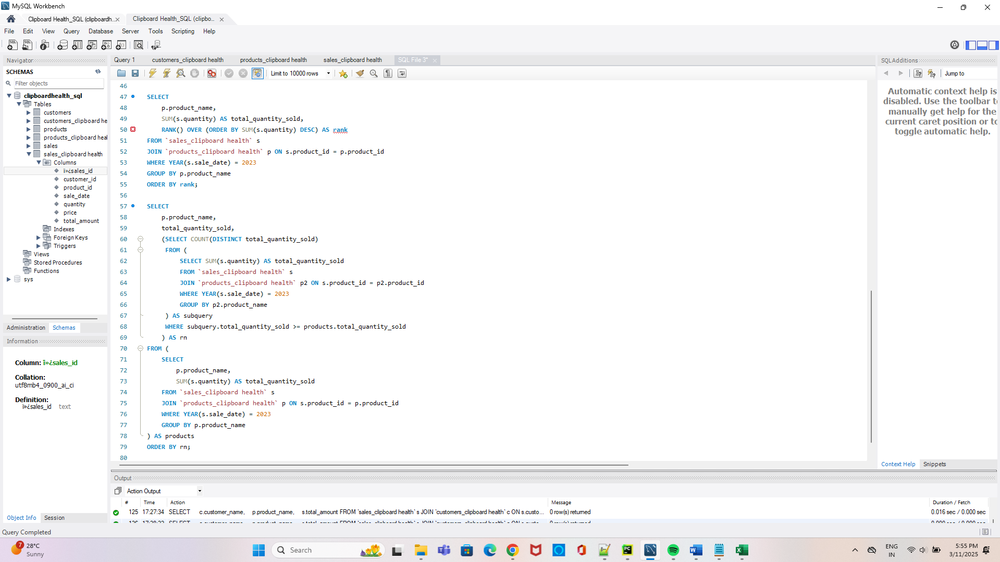 MySQL Workbench
Clipboard Health_SQL (clipboardh... Clipboard Health_SQL (clipbo...
File Edit View Query Database Server Tools Scripting Help
Navigator
SCHEMAS
Filter objects
clipboardhealth_sql
Tables
customers
customers_clipboard he
products
products_clipboard heal
sales
sales_clipboard health
Columns
ï»¿sales_id
customer_id
product_id
sale_date
quantity
price
total_amount
Indexes
Foreign Keys
Triggers
Views
Stored Procedures
Functions
sys
Administration Schemas
Information
Column: ï»¿sales_id
Collation:
utf8mb4_0900_ai_ci
Definition:
ï»¿sales_id text
Object Info Session
Query Completed
Query 1 customers_clipboard health products_clipboard health sales_clipboard health SQL File 3*
Limit to 10000 rows
46
47 SELECT
48 p.product_name,
49 SUM(s.quantity) AS total_quantity_sold,
50 RANK() OVER (ORDER BY SUM(s.quantity) DESC) AS rank
51 FROM `sales_clipboard health` s
52 JOIN `products_clipboard health` p ON s.product_id = p.product_id
53 WHERE YEAR(s.sale_date) = 2023
54 GROUP BY p.product_name
55 ORDER BY rank;
56
57 SELECT
58 p.product_name,
59 total_quantity_sold,
60 (SELECT COUNT(DISTINCT total_quantity_sold)
61 FROM (
62 SELECT SUM(s.quantity) AS total_quantity_sold
63 FROM `sales_clipboard health` s
64 JOIN `products_clipboard health` p2 ON s.product_id = p2.product_id
65 WHERE YEAR(s.sale_date) = 2023
66 GROUP BY p2.product_name
67 ) AS subquery
68 WHERE subquery.total_quantity_sold >= products.total_quantity_sold
69 ) AS rn
70 FROM (
71 SELECT
72 p.product_name,
73 SUM(s.quantity) AS total_quantity_sold
74 FROM `sales_clipboard health` s
75 JOIN `products_clipboard health` p ON s.product_id = p.product_id
76 WHERE YEAR(s.sale_date) = 2023
77 GROUP BY p.product_name
78 ) AS products
79 ORDER BY rn;
80
SQLAdditions
Jump to
Automatic context help is
disabled. Use the toolbar to
manually get help for the
current caret position or to
toggle automatic help.
Context Help Snippets
Output
Action Output
# Time Action Message Duration / Fetch
125 17:27:34 SELECT c.customer_name, p.product_name, s.total_amount FROM `sales_clipboard health` s JOIN `customers_clipboard health` c ON s.custo... 0 row(s) returned 0.016 sec / 0.000 sec
7 28°C
Sunny
Search
ENG
IN
5:55 PM
3/11/2025